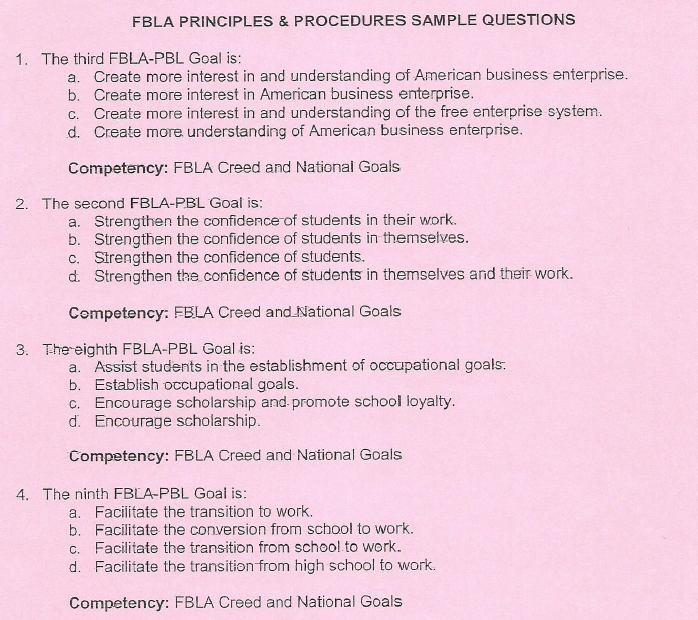 FBLA PRINCIPLES & PROCEDURES SAMPLE QUESTIONS
1. The third FBLA-PBL Goal is:
a. Create more interest in and understanding of American business enterprise.
b. Create more interest in American business enterprise.
c. Create more interest in and understanding of the free enterprise system.
d. Create more understanding of American business enterprise.
Competency: FBLA Creed and National Goals
2. The second FBLA-PBL Goal is:
a. Strengthen the confidence of students in their work.
b. Strengthen the confidence of students in themselves.
c. Strengthen the confidence of students.
d. Strengthen the confidence of students in themselves and their work.
Competency: FBLA Creed and National Goals
3. The eighth FBLA-PBL Goal is:
a. Assist students in the establishment of occupational goals.
b. Establish occupational goals.
c. Encourage scholarship and promote school loyalty.
d. Encourage scholarship.
Competency: FBLA Creed and National Goals
4. The ninth FBLA-PBL Goal is:
a. Facilitate the transition to work.
b. Facilitate the conversion from school to work.
c. Facilitate the transition from school to work.
d. Facilitate the transition from high school to work.
Competency: FBLA Creed and National Goals